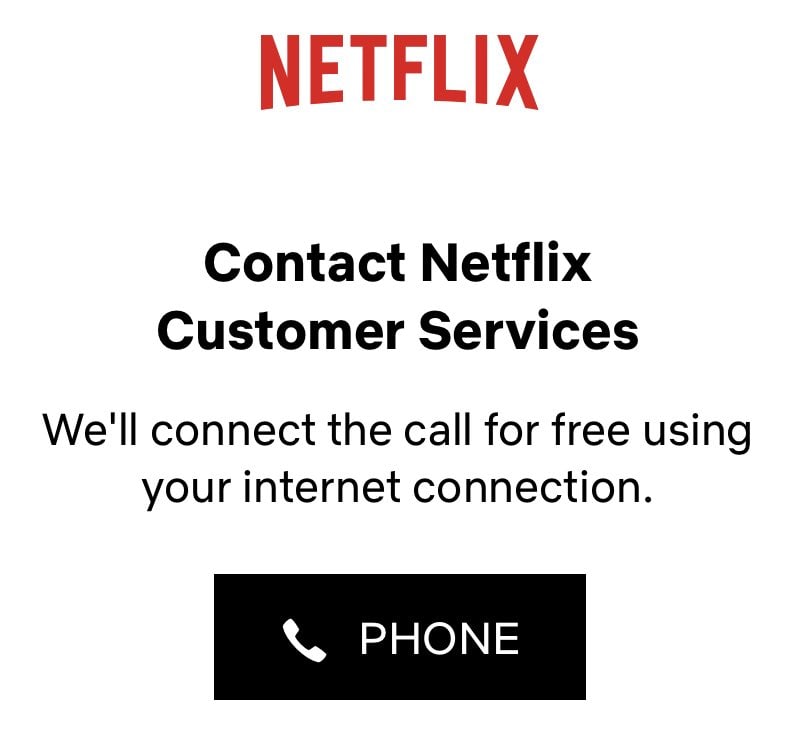 NETFLIX
Contact Netflix
Customer Services
We'll connect the call for free using
your internet connection.
PHONE